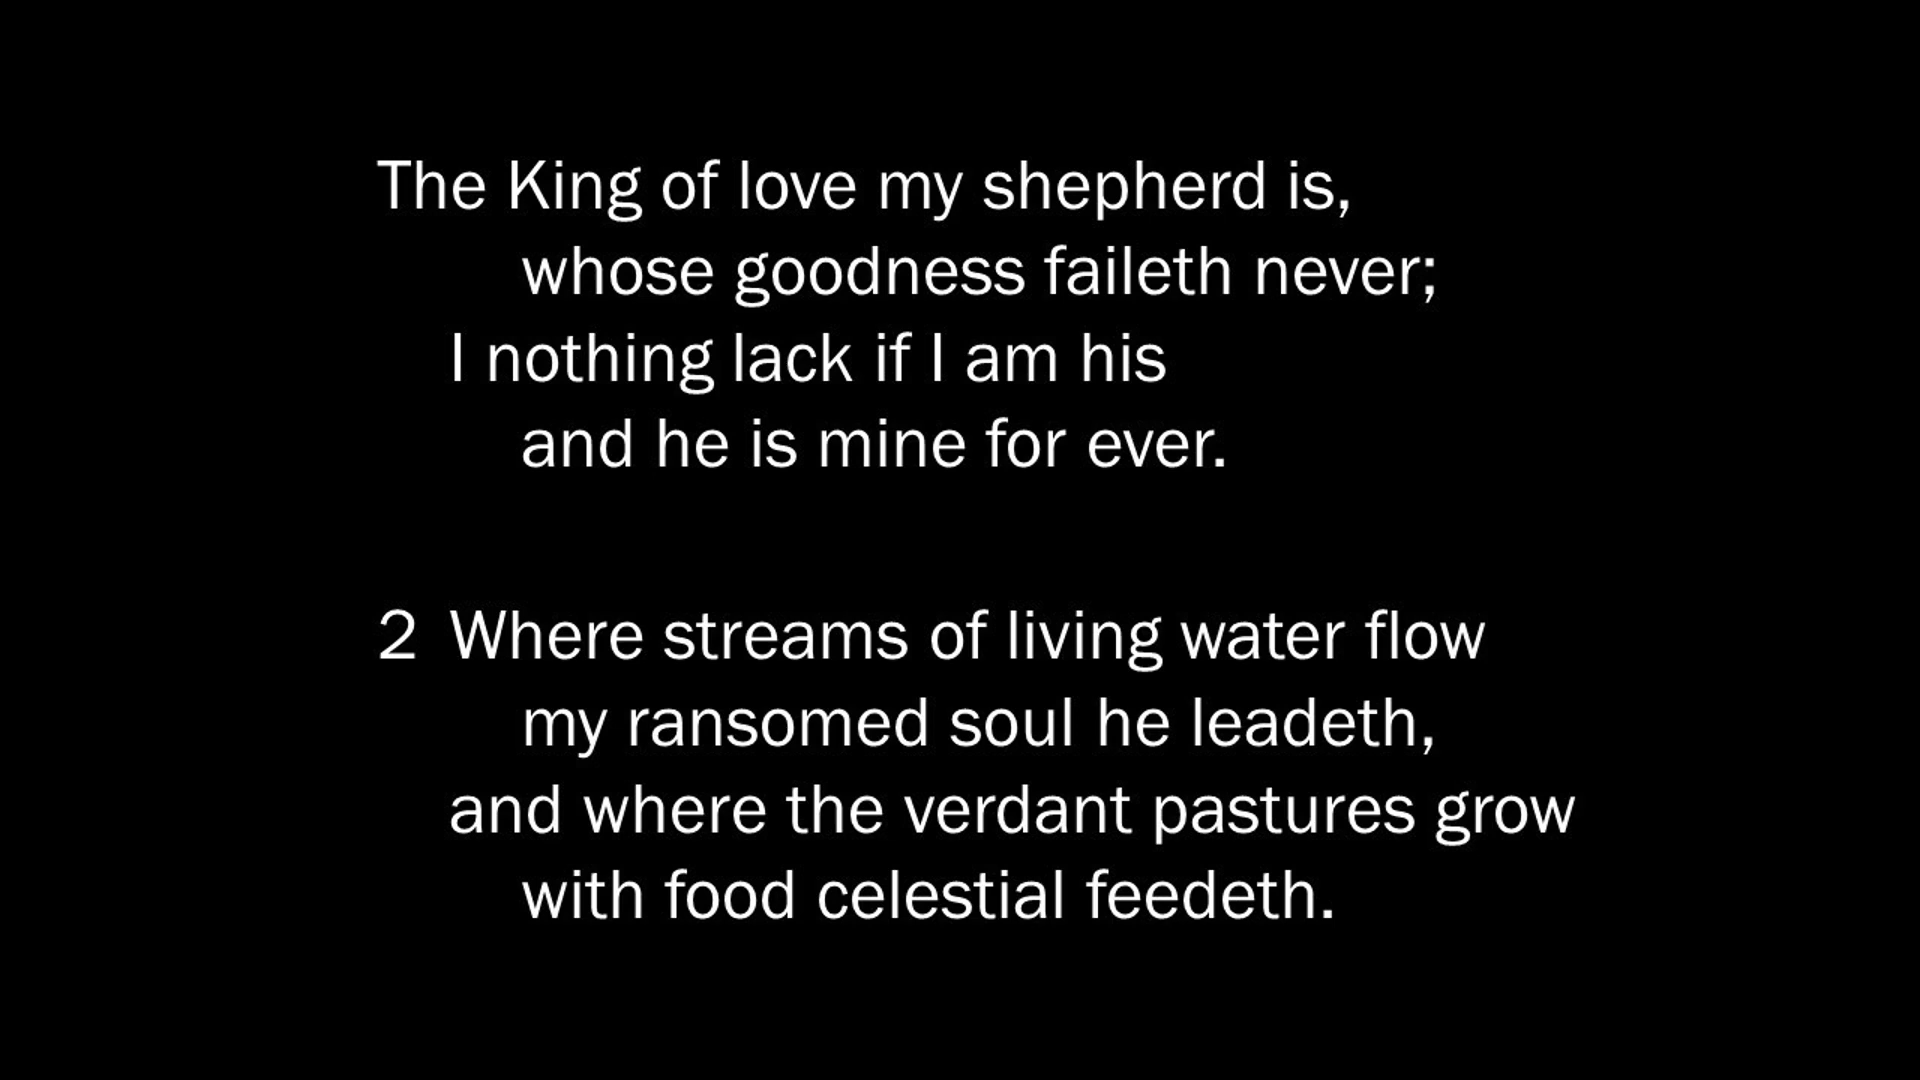 The King of love my shepherd is,
whose goodness faileth never;
I nothing lack if I am his
and he is mine for ever.
2 Where streams of living water flow
my ransomed soul he leadeth,
and where the verdant pastures grow
with food celestial feedeth.